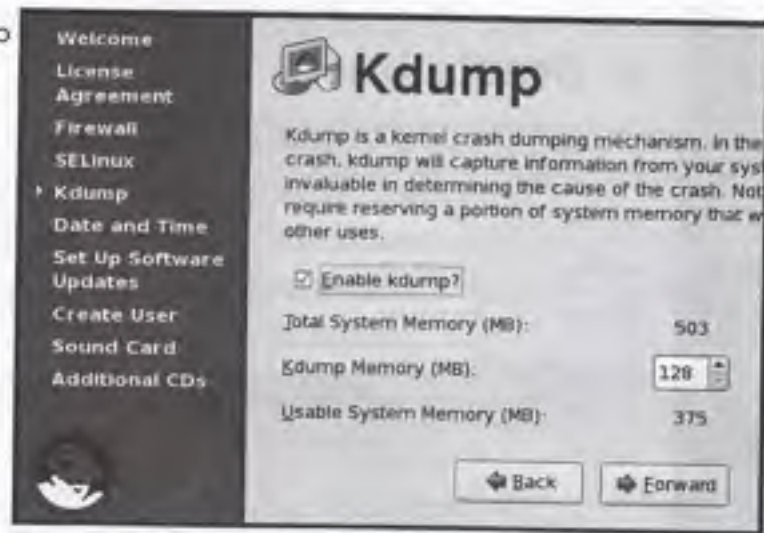 Welcome
License
Agreement
Firewall
SELinux
Kdump
Date and Time
Set Up Software
Updates
Create User
Sound Card
Additional CDs
Kdump
Kdump is a kernel crash dumping mechanism. In the
crash, kdump will capture information from your sys
invaluable in determining the cause of the crash. Not
require reserving a portion of system memory that w
other uses.
Enable kdump?
Total System Memory (MB): 503
Kdump Memory (MB): 128
Usable System Memory (MB): 375
Back
Forward